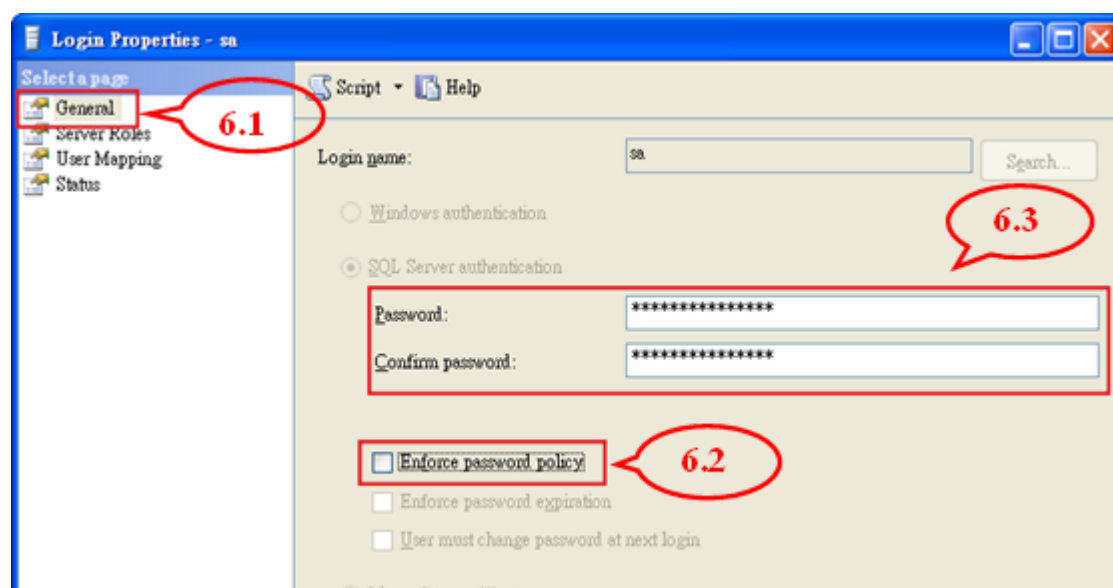 Login Properties - sa
Select a page
General
Server Roles
User Mapping
Status
6.1
Script Help
Login name: sa Search...
Windows authentication
6.3
SQL Server authentication
Password: ***************
Confirm password: ***************
Enforce password policy
6.2
Enforce password expiration
User must change password at next login